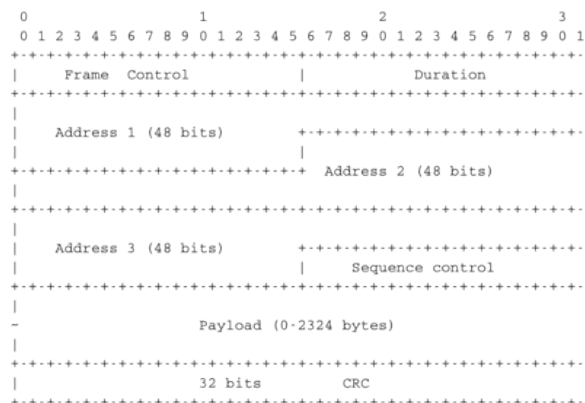 0 1 2 3
0 1 2 3 4 5 6 7 8 9 0 1 2 3 4 5 6 7 8 9 0 1 2 3 4 5 6 7 8 9 0 1
+-+-+-+-+-+-+-+-+-+-+-+-+-+-+-+-+-+-+-+-+-+-+-+-+-+-+-+-+-+-+-+-
| Frame Control | Duration
+-+-+-+-+-+-+-+-+-+-+-+-+-+-+-+-+-+-+-+-+-+-+-+-+-+-+-+-+-+-+-+-
|
| Address 1 (48 bits) +-+-+-+-+-+-+-+-+-+-+-+-+-+-+-+-
| |
+-+-+-+-+-+-+-+-+-+-+-+-+-+-+-+-+ Address 2 (48 bits)
|
+-+-+-+-+-+-+-+-+-+-+-+-+-+-+-+-+-+-+-+-+-+-+-+-+-+-+-+-+-+-+-+-
|
| Address 3 (48 bits) +-+-+-+-+-+-+-+-+-+-+-+-+-+-+-+-
| | Sequence control
+-+-+-+-+-+-+-+-+-+-+-+-+-+-+-+-+-+-+-+-+-+-+-+-+-+-+-+-+-+-+-+-
|
~ Payload (0-2324 bytes)
|
+-+-+-+-+-+-+-+-+-+-+-+-+-+-+-+-+-+-+-+-+-+-+-+-+-+-+-+-+-+-+-+-
| 32 bits CRC
+-+-+-+-+-+-+-+-+-+-+-+-+-+-+-+-+-+-+-+-+-+-+-+-+-+-+-+-+-+-+-+-